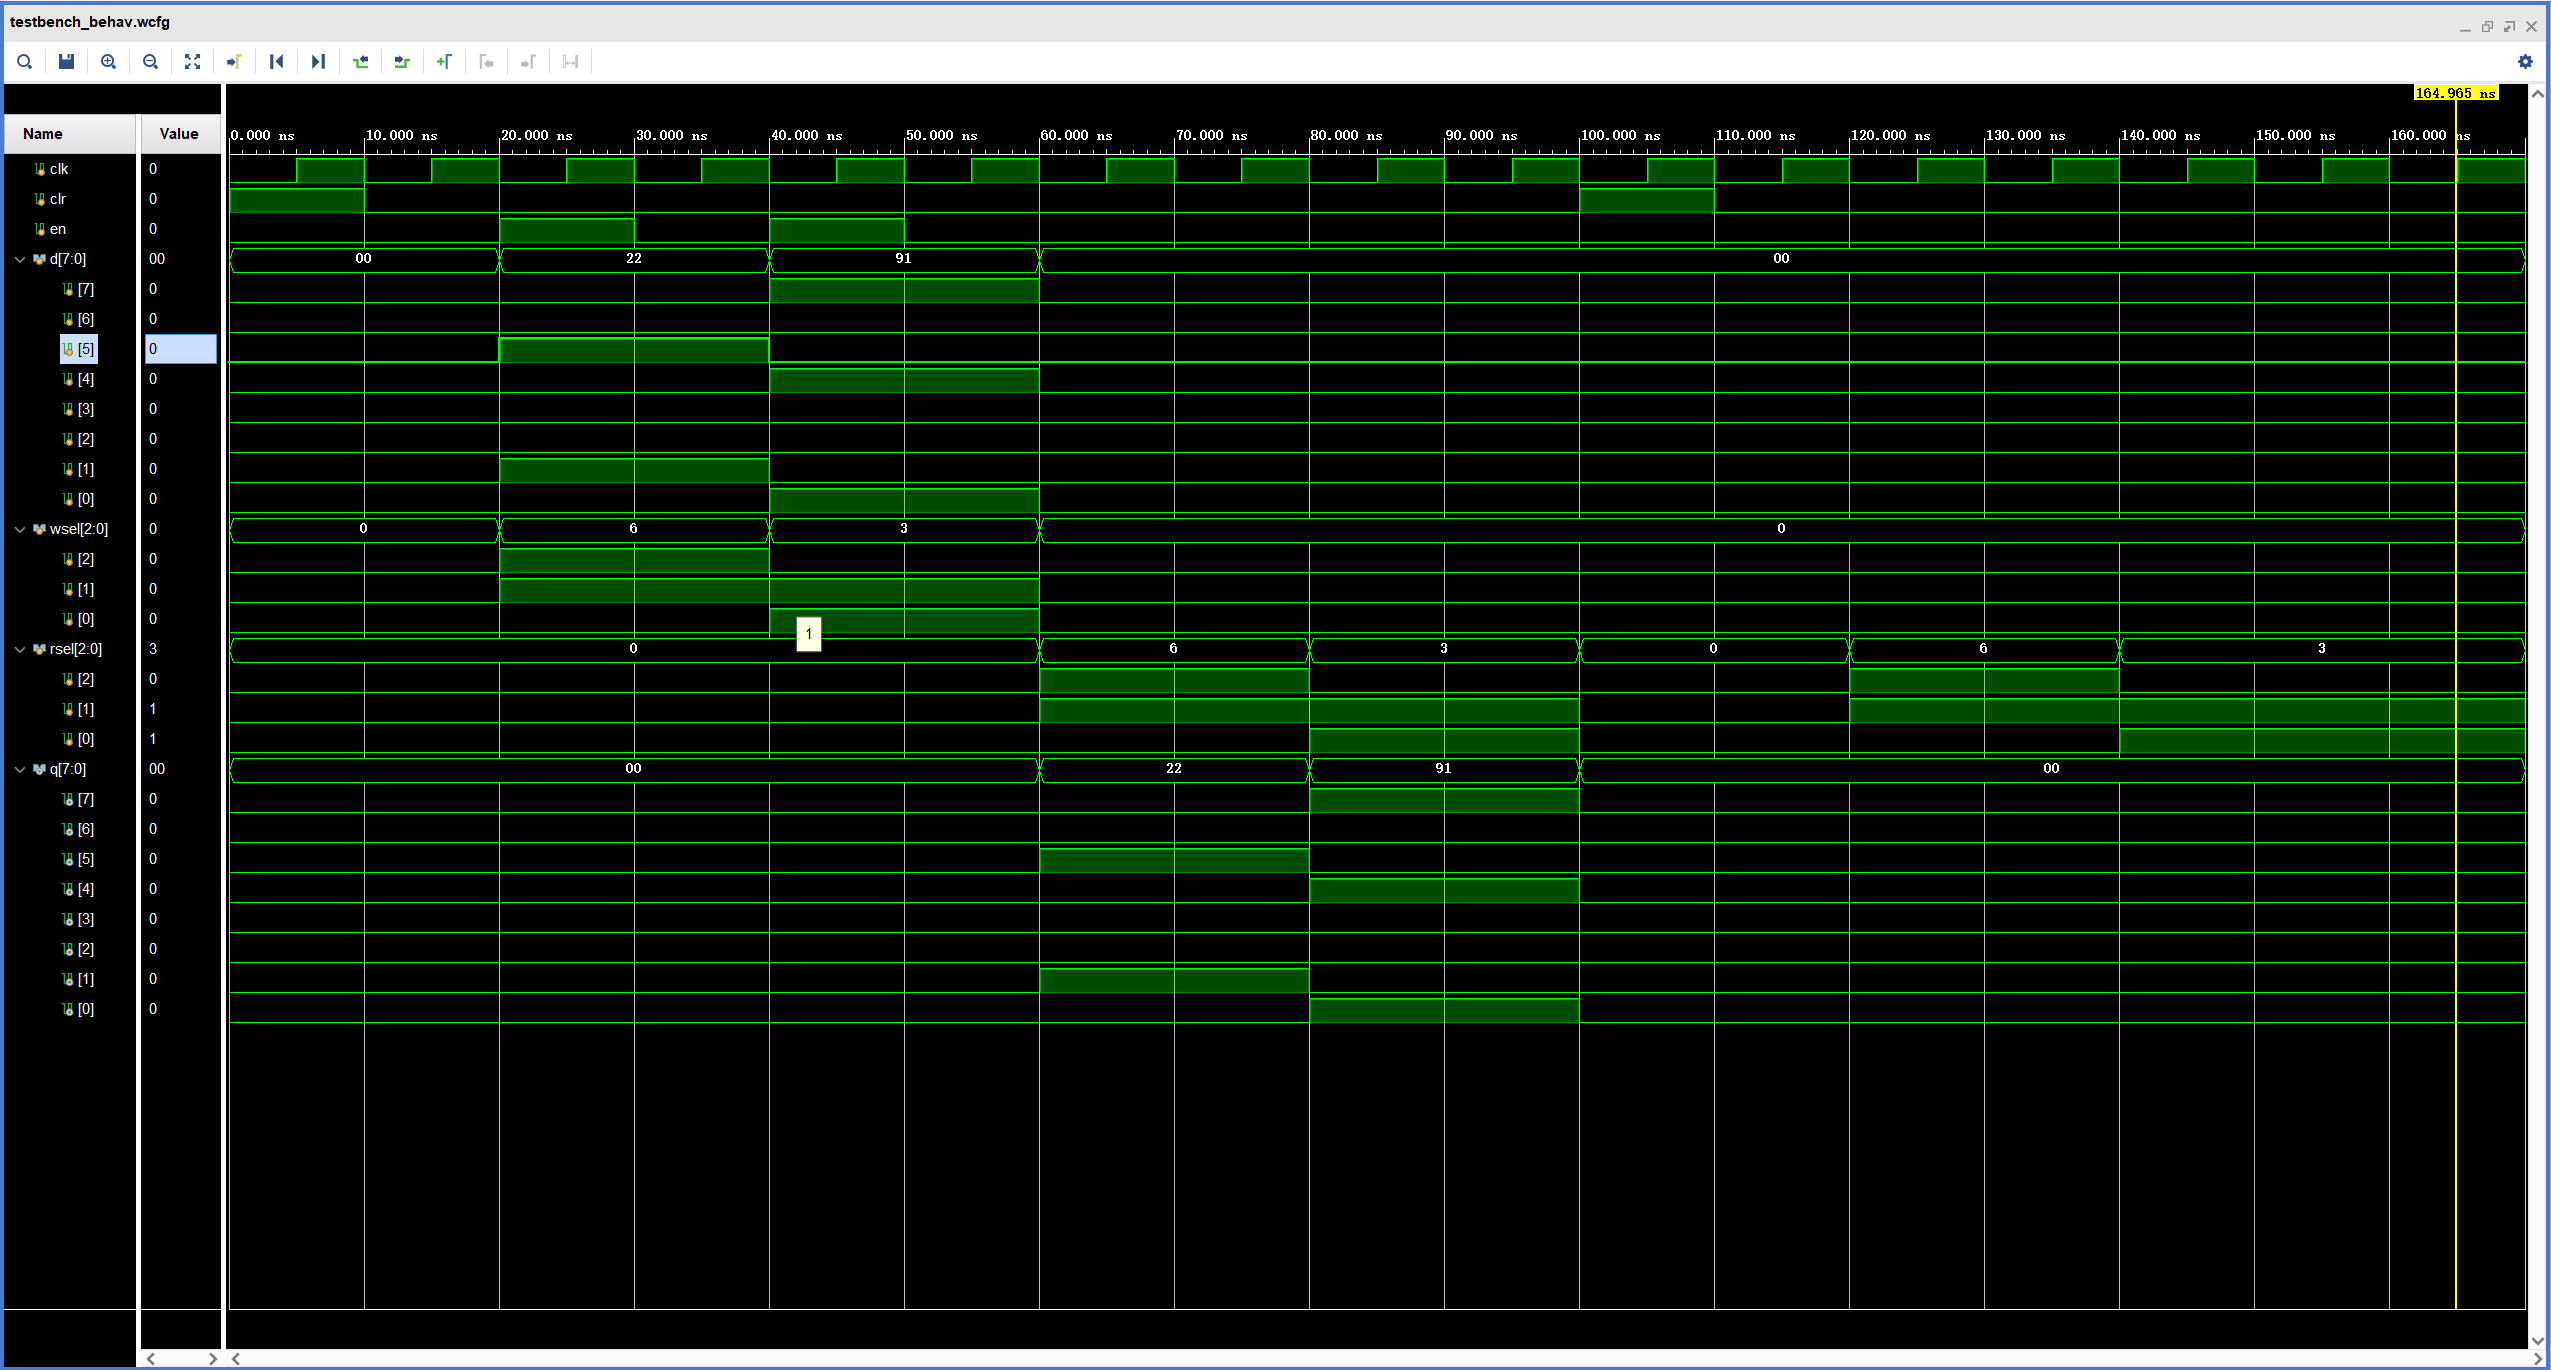 testbench_behav.wcfg
164.965 ns
Name Value
0.000 ns 10.000 ns 20.000 ns 30.000 ns 40.000 ns 50.000 ns 60.000 ns 70.000 ns 80.000 ns 90.000 ns 100.000 ns 110.000 ns 120.000 ns 130.000 ns 140.000 ns 150.000 ns 160.000 ns
clk 0
clr 0
en 0
d[7:0] 00 00 22 91 00
[7] 0
[6] 0
[5] 0
[4] 0
[3] 0
[2] 0
[1] 0
[0] 0
wsel[2:0] 0 0 6 3 0
[2] 0
[1] 0
[0] 0
1
rsel[2:0] 3 0 6 3 0 6 3
[2] 0
[1] 1
[0] 1
q[7:0] 00 00 22 91 00
[7] 0
[6] 0
[5] 0
[4] 0
[3] 0
[2] 0
[1] 0
[0] 0